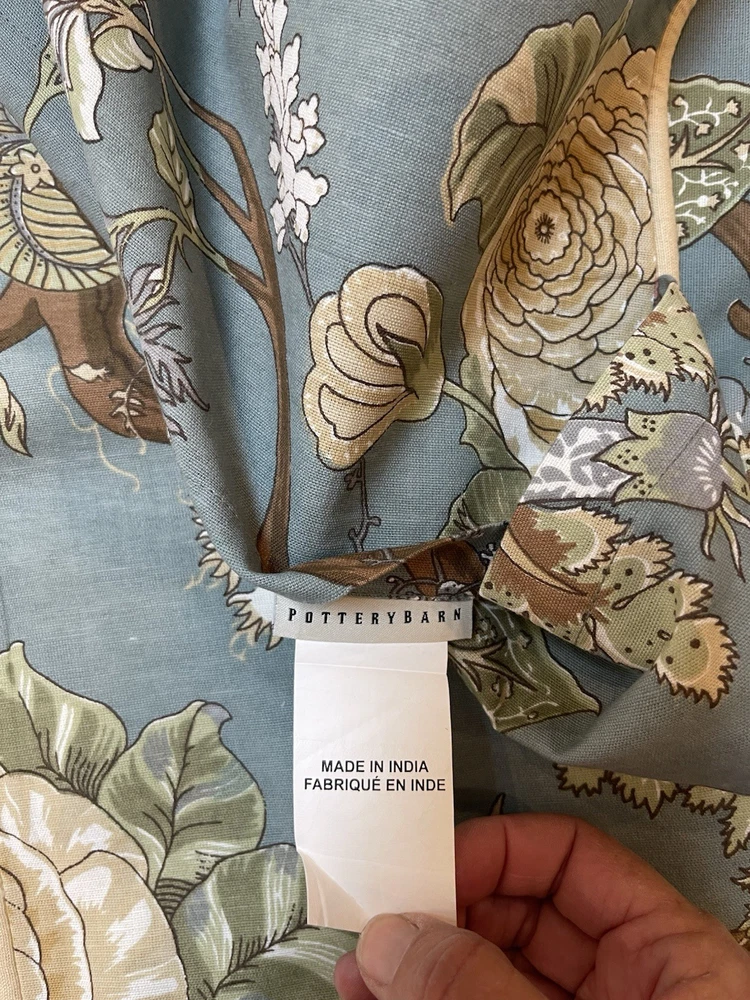 POTTERYBARN
MADE IN INDIA
FABRIQUÉ EN INDE